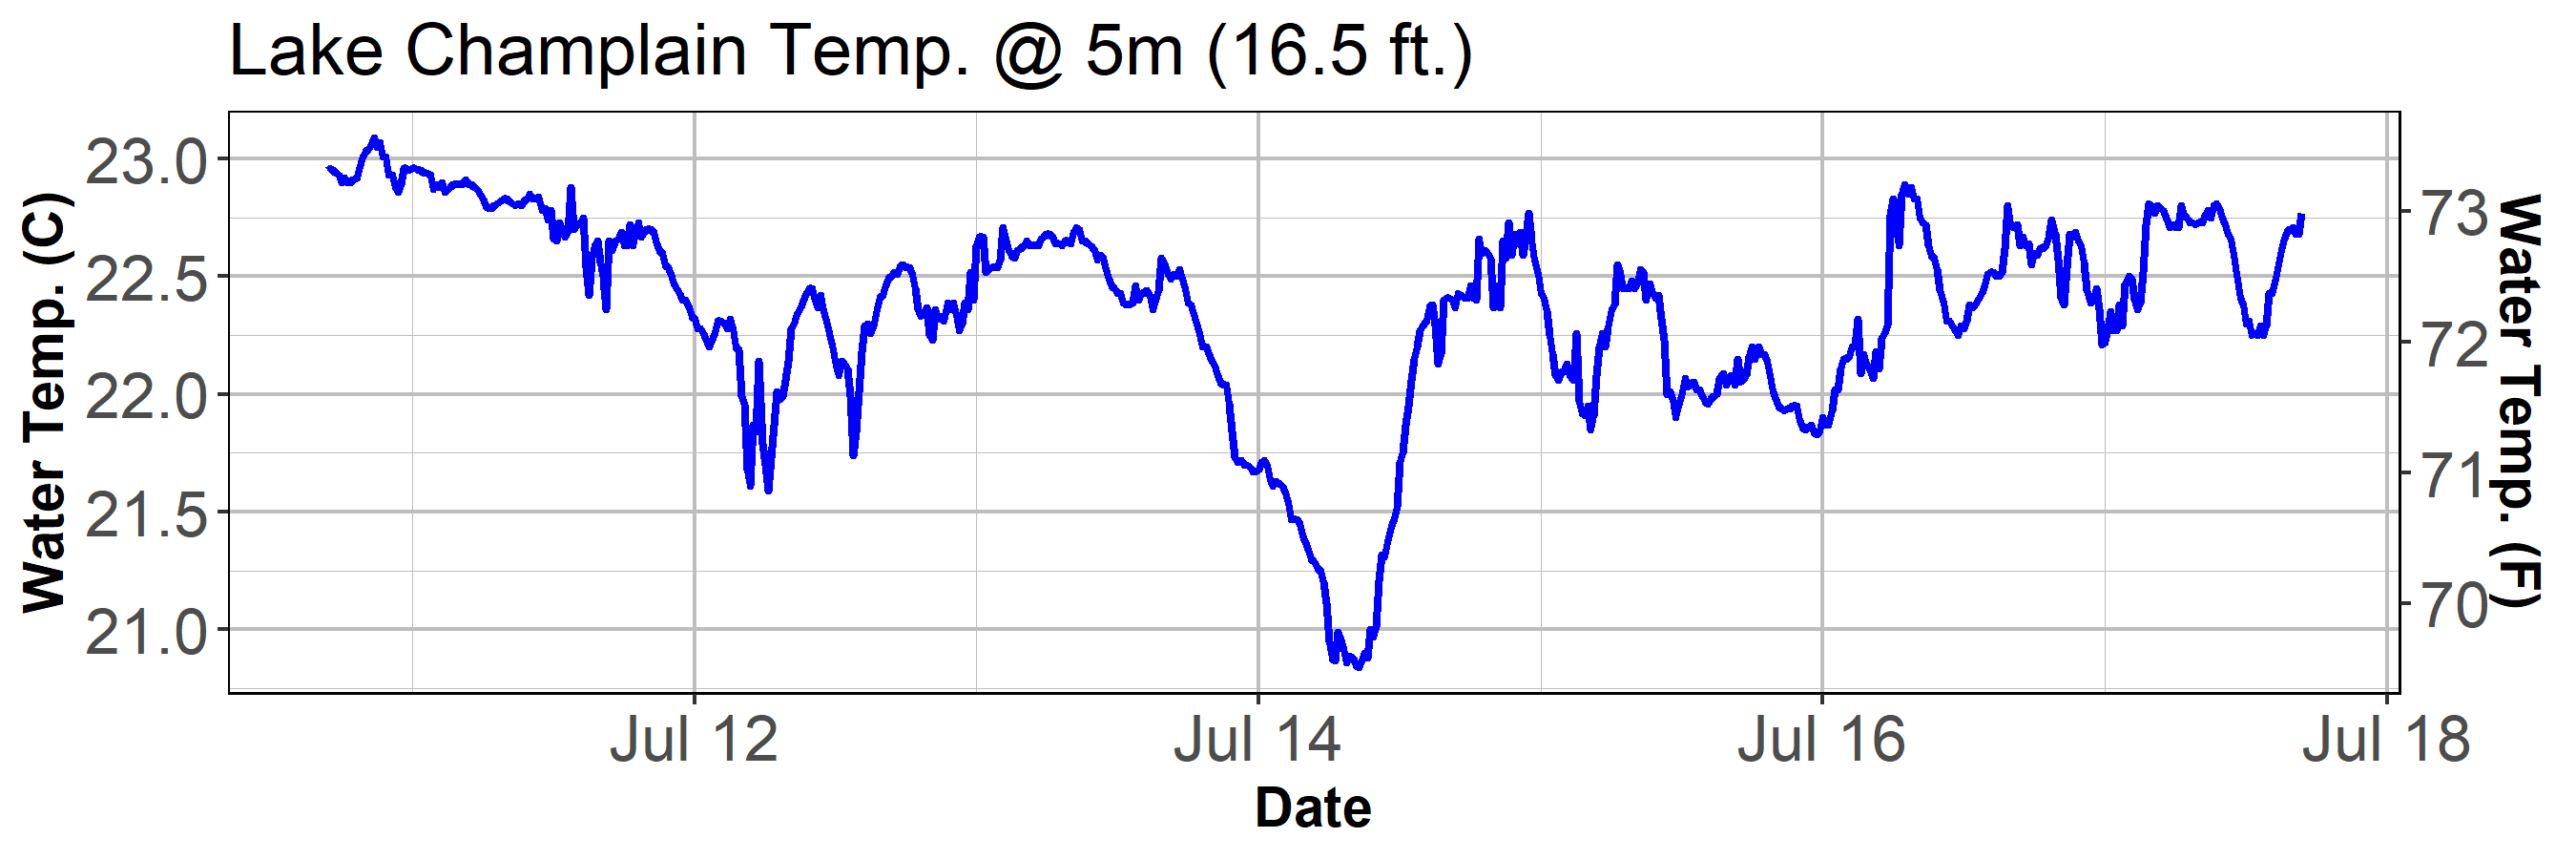 Lake Champlain Temp. @ 5m (16.5 ft.)
Water Temp. (C)
23.0
22.5
22.0
21.5
21.0
73
72
71
70
Water Temp. (F)
Jul 12
Jul 14
Jul 16
Jul 18
Date